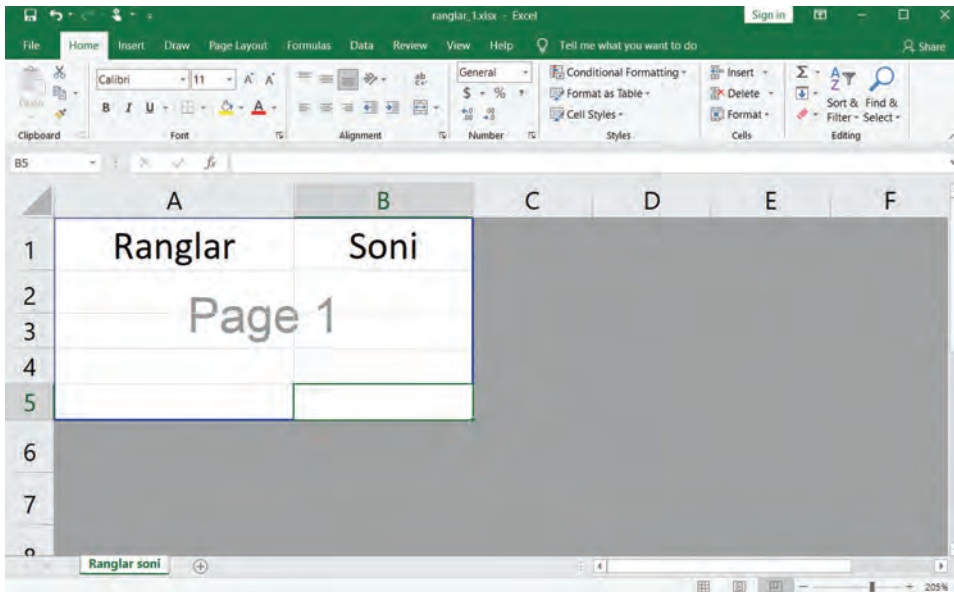 ranglar_1.xlsx - Excel
Sign in
File Home Insert Draw Page Layout Formulas Data Review View Help Tell me what you want to do Share
Calibri 11 A A General Conditional Formatting Insert Σ
B I U A ab $ % , Format as Table Delete Sort & Find &
Cell Styles Format Filter Select
Clipboard Font Alignment Number Styles Cells Editing
B5 fx
A B C D E F
1 Ranglar Soni
2
Page 1
3
4
5
6
7
8
Ranglar soni
205%